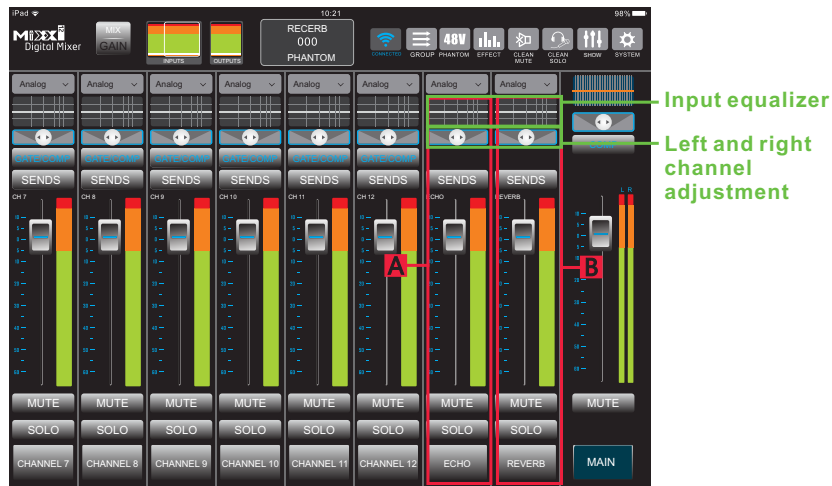 iPad
10:21
98%
MiXXi
Digital Mixer
MIX
GAIN
INPUTS
OUTPUTS
RECERB
000
PHANTOM
CONNECTED
GROUP
48V
PHANTOM
EFFECT
CLEAN
MUTE
CLEAN
SOLO
SHOW
SYSTEM
Analog Analog Analog Analog Analog Analog Analog Analog
Input equalizer
Left and right
channel
adjustment
GATE/COMP GATE/COMP GATE/COMP GATE/COMP GATE/COMP GATE/COMP
SENDS SENDS SENDS SENDS SENDS SENDS SENDS SENDS
CH 7 CH 8 CH 9 CH 10 CH 11 CH 12 ECHO REVERB
L R
A
B
MUTE MUTE MUTE MUTE MUTE MUTE MUTE MUTE MUTE
SOLO SOLO SOLO SOLO SOLO SOLO SOLO SOLO
CHANNEL 7 CHANNEL 8 CHANNEL 9 CHANNEL 10 CHANNEL 11 CHANNEL 12 ECHO REVERB MAIN